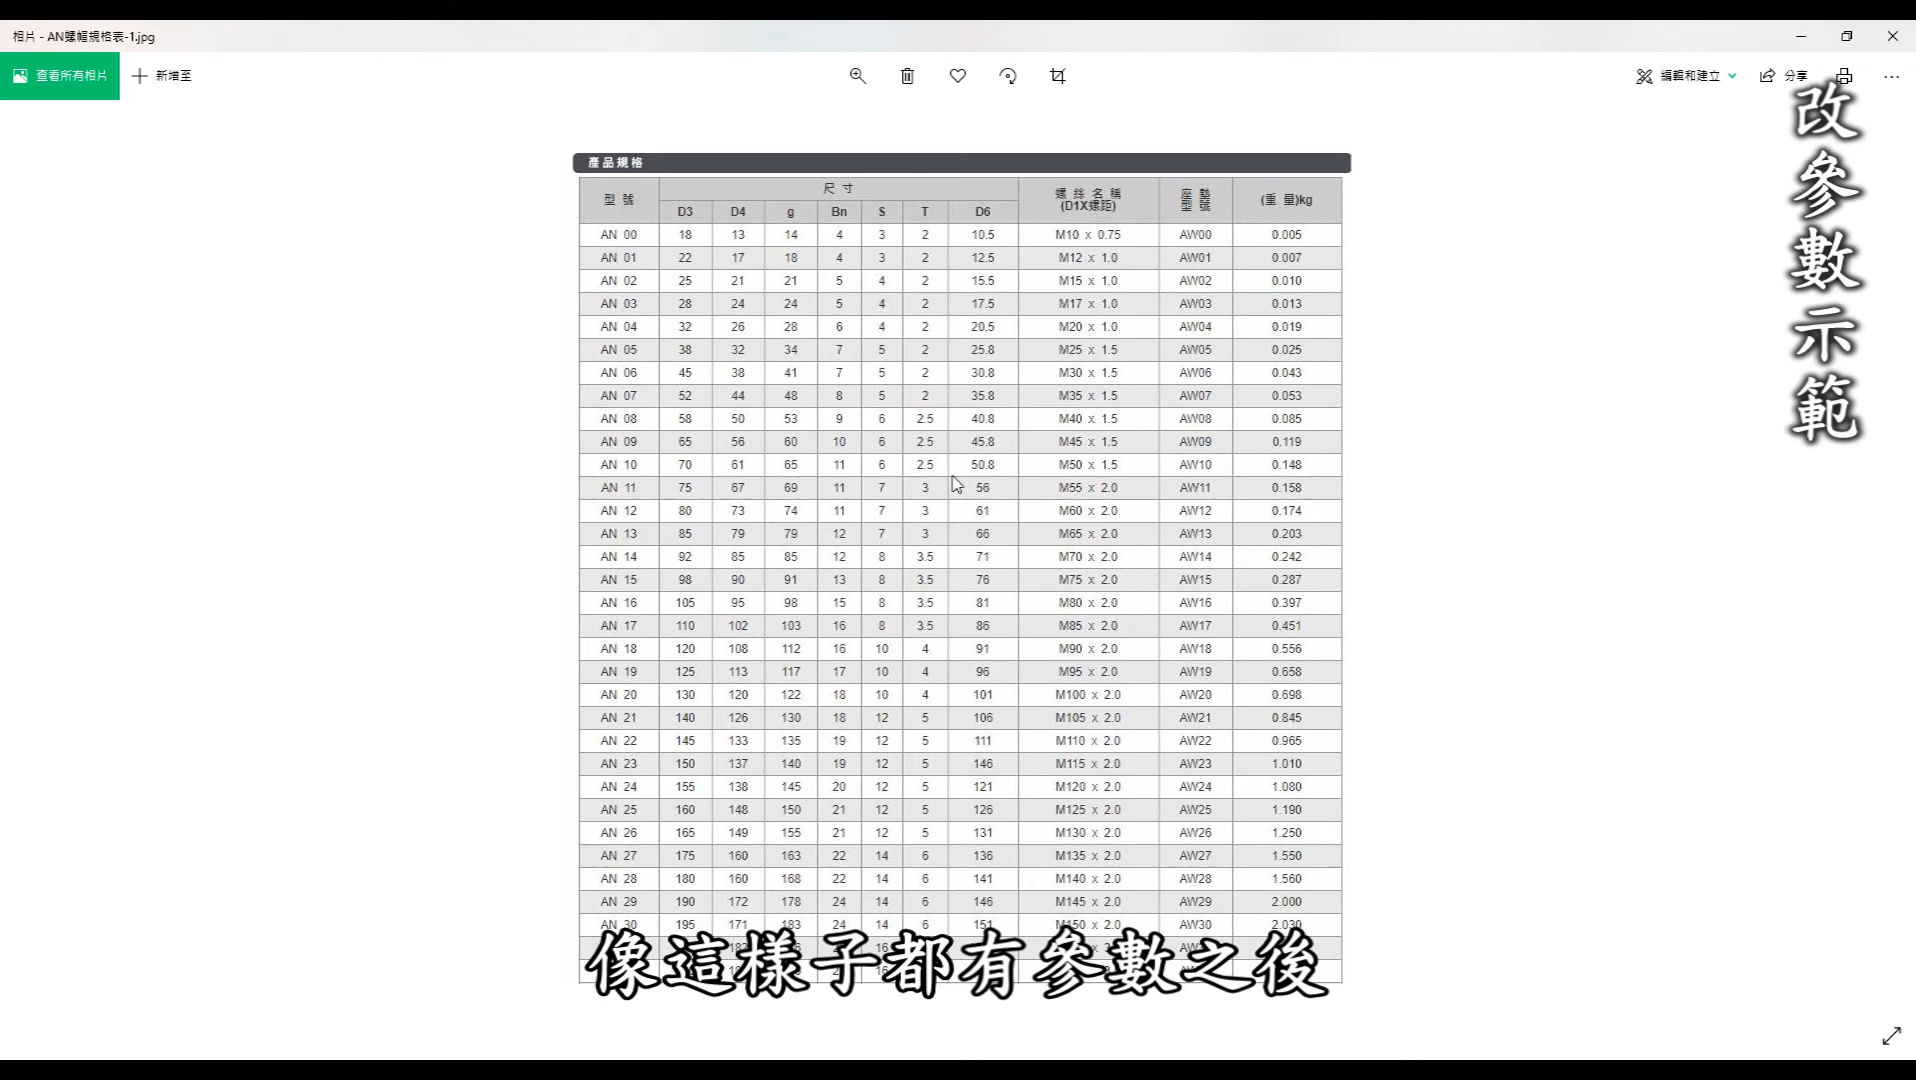 相片 - AN螺帽規格表-1.jpg
查看所有相片
新增至
編輯和建立
分享
改參數示範
產品規格
型 號 尺 寸 螺 絲 名 稱 (D1X螺距) 座 墊 型 號 (重 量)kg
D3 D4 g Bn S T D6
AN 00 18 13 14 4 3 2 10.5 M10 x 0.75 AW00 0.005
AN 01 22 17 18 4 3 2 12.5 M12 x 1.0 AW01 0.007
AN 02 25 21 21 5 4 2 15.5 M15 x 1.0 AW02 0.010
AN 03 28 24 24 5 4 2 17.5 M17 x 1.0 AW03 0.013
AN 04 32 26 28 6 4 2 20.5 M20 x 1.0 AW04 0.019
AN 05 38 32 34 7 5 2 25.8 M25 x 1.5 AW05 0.025
AN 06 45 38 41 7 5 2 30.8 M30 x 1.5 AW06 0.043
AN 07 52 44 48 8 5 2 35.8 M35 x 1.5 AW07 0.053
AN 08 58 50 53 9 6 2.5 40.8 M40 x 1.5 AW08 0.085
AN 09 65 56 60 10 6 2.5 45.8 M45 x 1.5 AW09 0.119
AN 10 70 61 65 11 6 2.5 50.8 M50 x 1.5 AW10 0.148
AN 11 75 67 69 11 7 3 56 M55 x 2.0 AW11 0.158
AN 12 80 73 74 11 7 3 61 M60 x 2.0 AW12 0.174
AN 13 85 79 79 12 7 3 66 M65 x 2.0 AW13 0.203
AN 14 92 85 85 12 8 3.5 71 M70 x 2.0 AW14 0.242
AN 15 98 90 91 13 8 3.5 76 M75 x 2.0 AW15 0.287
AN 16 105 95 98 15 8 3.5 81 M80 x 2.0 AW16 0.397
AN 17 110 102 103 16 8 3.5 86 M85 x 2.0 AW17 0.451
AN 18 120 108 112 16 10 4 91 M90 x 2.0 AW18 0.556
AN 19 125 113 117 17 10 4 96 M95 x 2.0 AW19 0.658
AN 20 130 120 122 18 10 4 101 M100 x 2.0 AW20 0.698
AN 21 140 126 130 18 12 5 106 M105 x 2.0 AW21 0.845
AN 22 145 133 135 19 12 5 111 M110 x 2.0 AW22 0.965
AN 23 150 137 140 19 12 5 146 M115 x 2.0 AW23 1.010
AN 24 155 138 145 20 12 5 121 M120 x 2.0 AW24 1.080
AN 25 160 148 150 21 12 5 126 M125 x 2.0 AW25 1.190
AN 26 165 149 155 21 12 5 131 M130 x 2.0 AW26 1.250
AN 27 175 160 163 22 14 6 136 M135 x 2.0 AW27 1.550
AN 28 180 160 168 22 14 6 141 M140 x 2.0 AW28 1.560
AN 29 190 172 178 24 14 6 146 M145 x 2.0 AW29 2.000
AN 30 195 171 183 24 14 6 151 M150 x 2.0 AW30 2.030
像這樣子都有參數之後